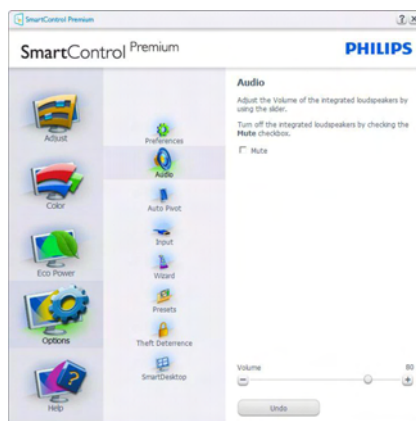 SmartControl Premium
SmartControl Premium
PHILIPS
Adjust
Color
Eco Power
Options
Help
Preferences
Audio
Auto Pivot
Input
Wizard
Presets
Theft Deterrence
SmartDesktop
Audio
Adjust the Volume of the integrated loudspeakers by
using the slider.
Turn off the integrated loudspeakers by checking the
Mute checkbox.
Mute
Volume 80
Undo